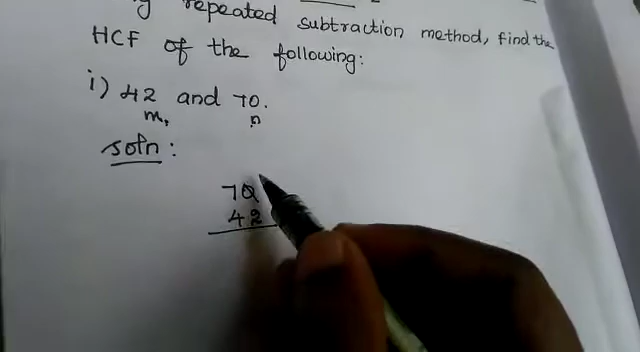 repeated subtraction method, find the
HCF of the following:
i) 42 and 70.
m, n
soln:
70
42